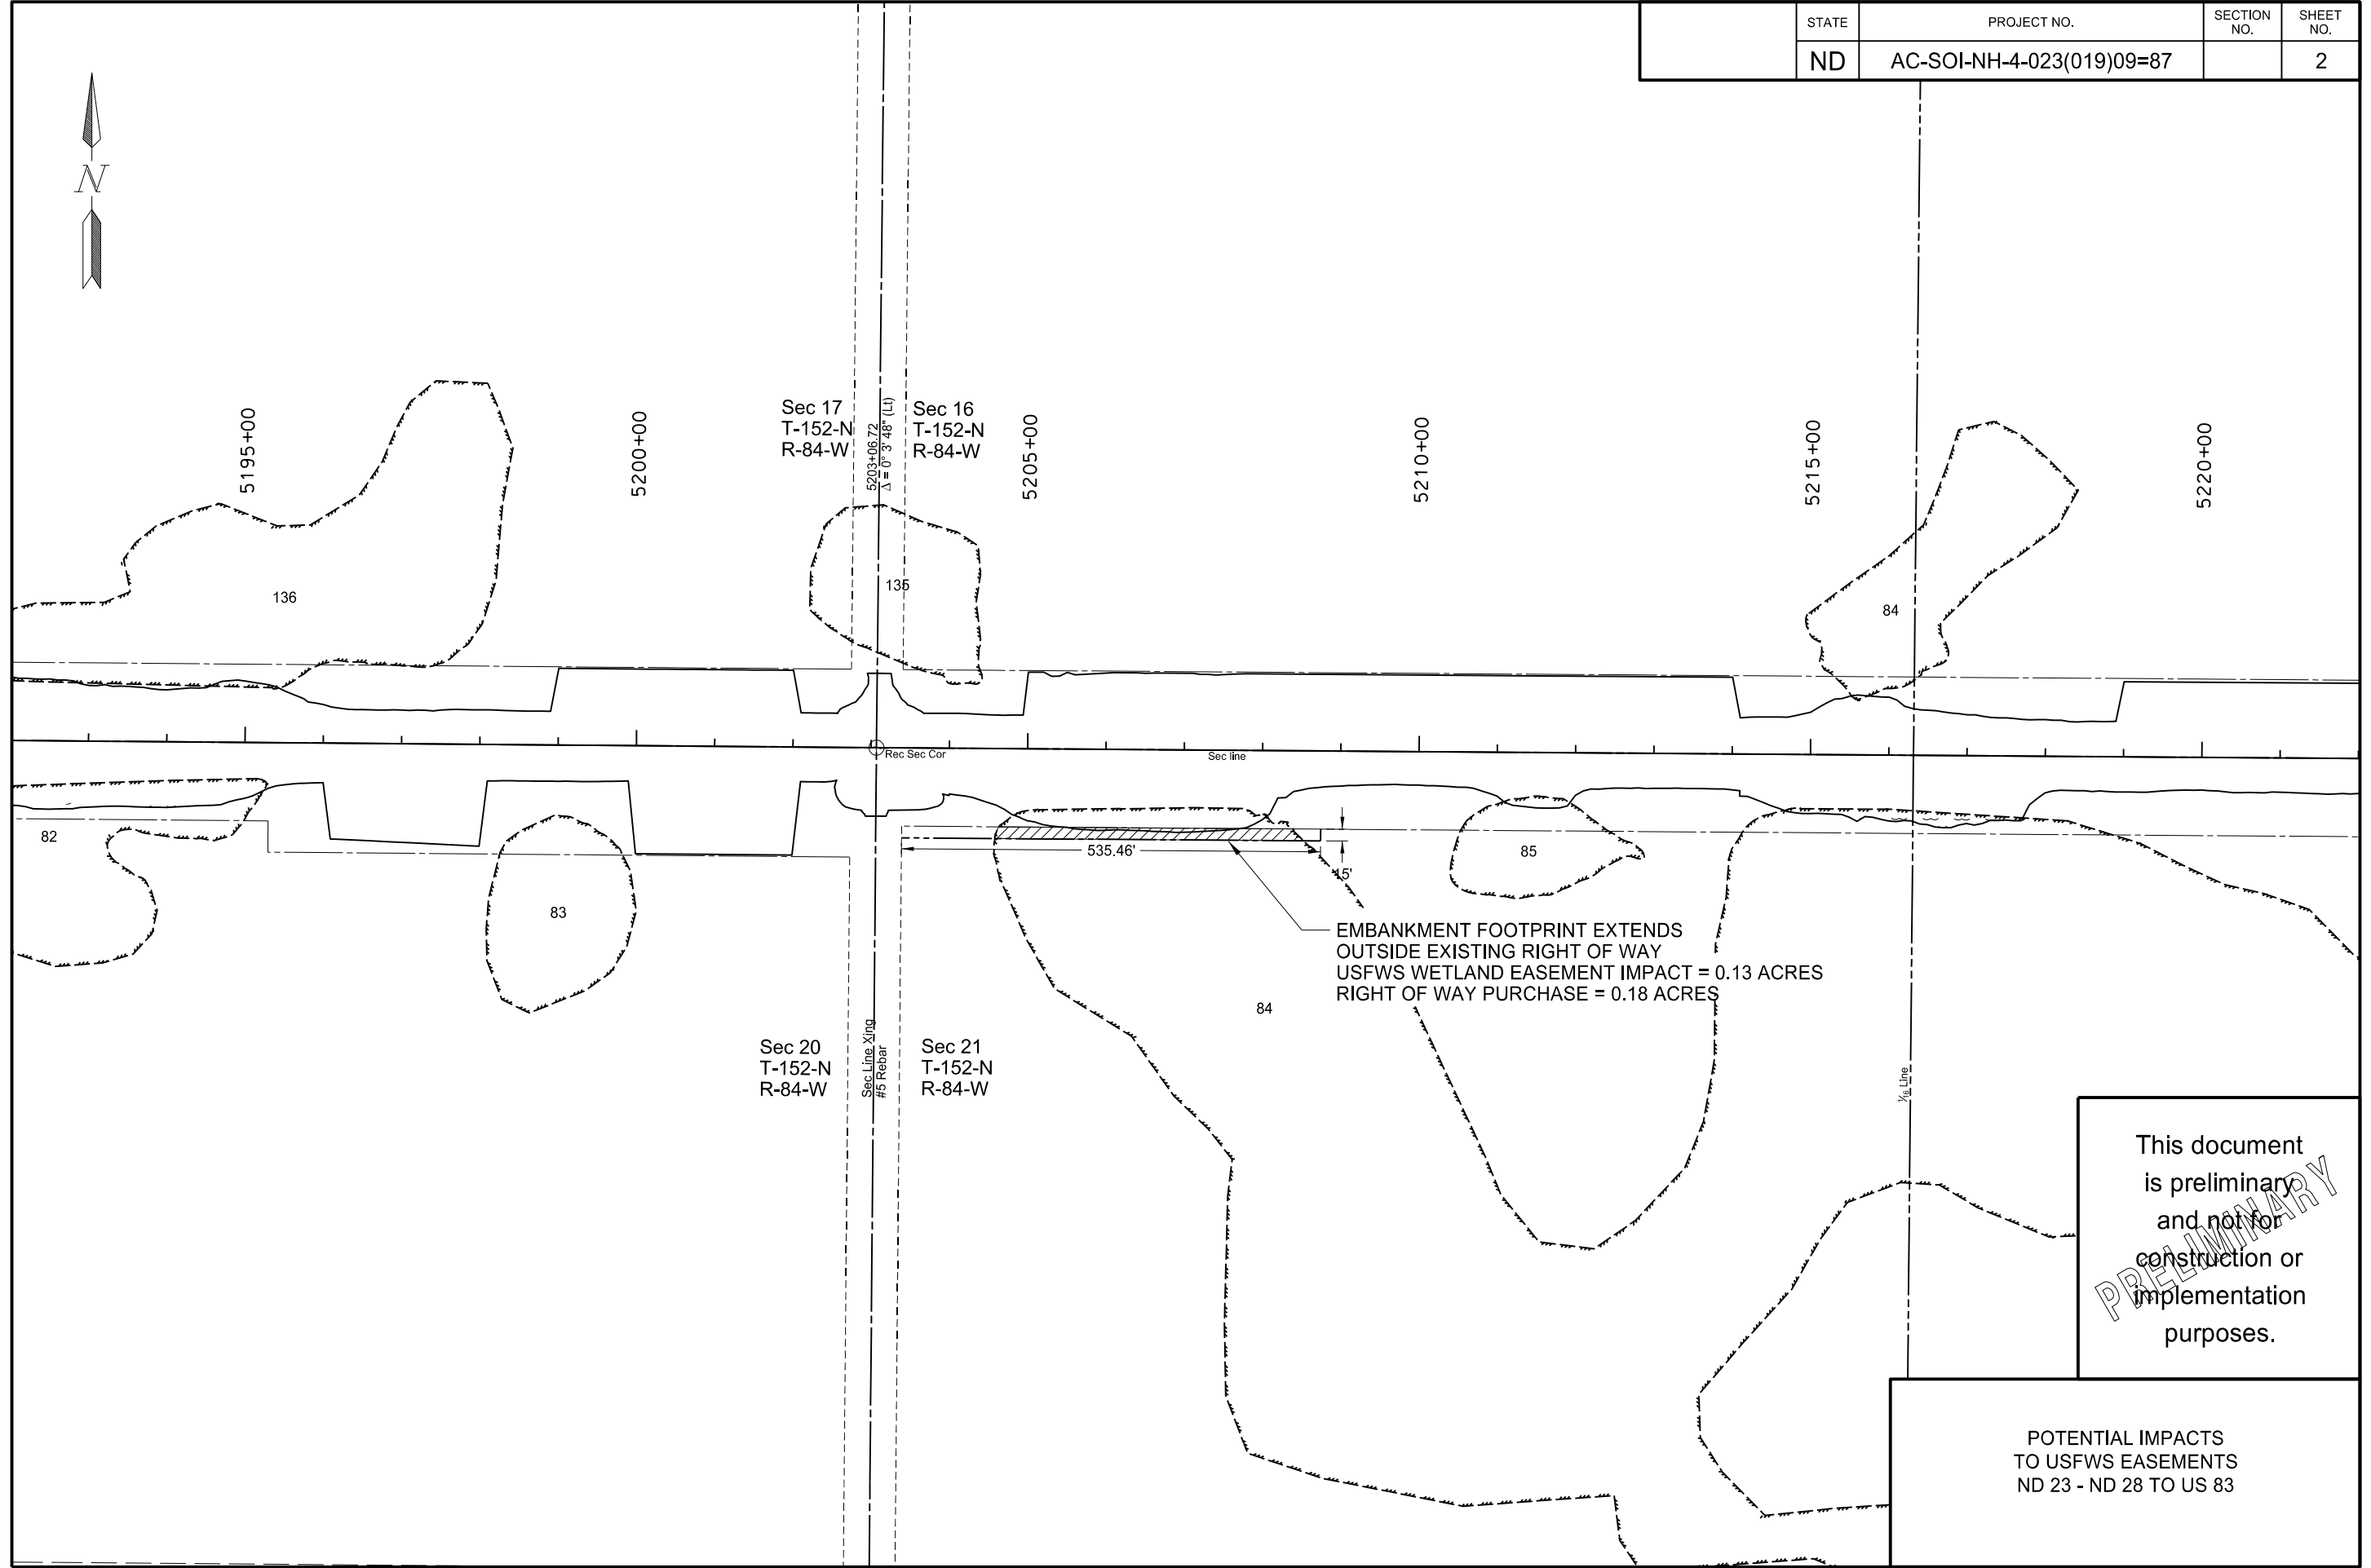 STATE
PROJECT NO.
SECTION
NO.
SHEET
NO.
ND
AC-SOI-NH-4-023(019)09=87
2
N
5195+00
5200+00
Sec 17
T-152-N
R-84-W
5203+06.72
Δ = 0° 3' 48" (Lt)
Sec 16
T-152-N
R-84-W
5205+00
5210+00
5215+00
5220+00
136
135
84
Rec Sec Cor
Sec line
82
83
535.46'
15'
85
EMBANKMENT FOOTPRINT EXTENDS
OUTSIDE EXISTING RIGHT OF WAY
USFWS WETLAND EASEMENT IMPACT = 0.13 ACRES
RIGHT OF WAY PURCHASE = 0.18 ACRES
84
Sec 20
T-152-N
R-84-W
Sec Line Xing
#5 Rebar
Sec 21
T-152-N
R-84-W
1/16 Line
This document
is preliminary
and not for
construction or
implementation
purposes.
PRELIMINARY
POTENTIAL IMPACTS
TO USFWS EASEMENTS
ND 23 - ND 28 TO US 83